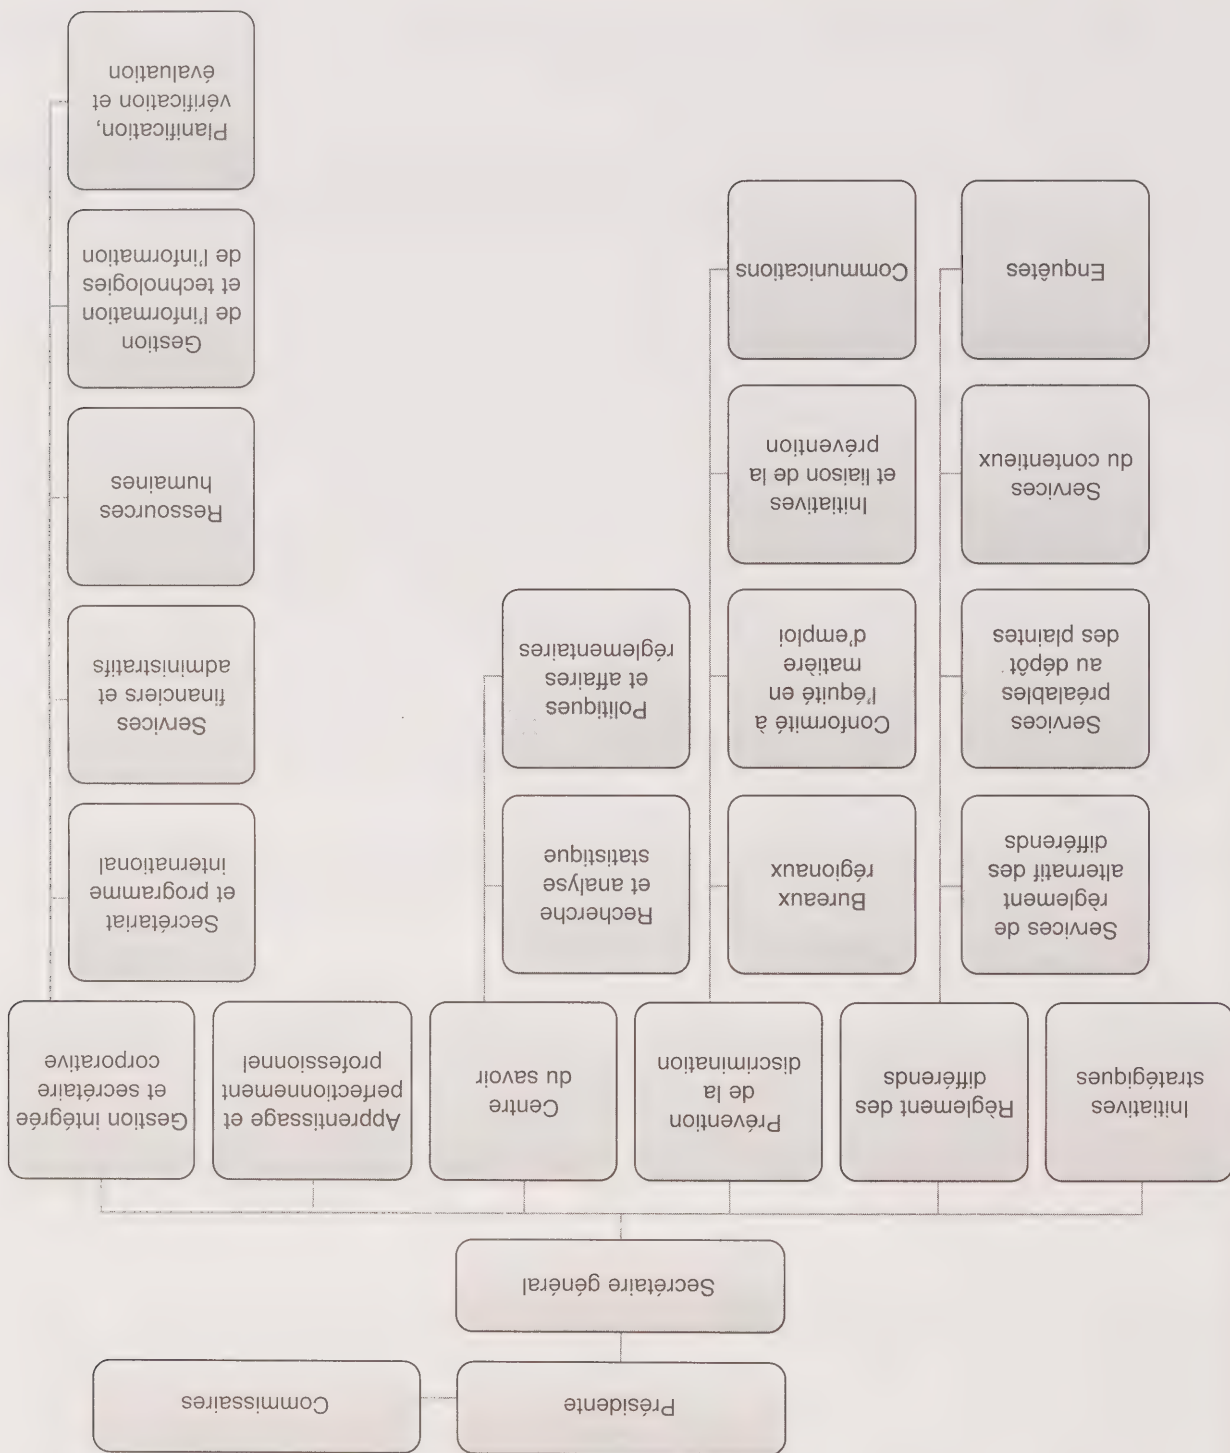 Présidente
Commissaires
Secrétaire général
Initiatives
stratégiques
Règlement des
différends
Prévention
de la
discrimination
Centre
du savoir
Apprentissage et
perfectionnement
professionnel
Gestion intégrée
et secrétaire
corporative
Services de
règlement
alternatif des
différends
Services
préalables
au dépôt
des plaintes
Services
du contentieux
Enquêtes
Bureaux
régionaux
Conformité à
l'équité en
matière
d'emploi
Initiatives
et liaison de la
prévention
Communications
Recherche
et analyse
statistique
Politiques
et affaires
réglementaires
Secrétariat
et programme
international
Services
financiers et
administratifs
Ressources
humaines
Gestion
de l'information
et technologies
de l'information
Planification,
vérification et
évaluation